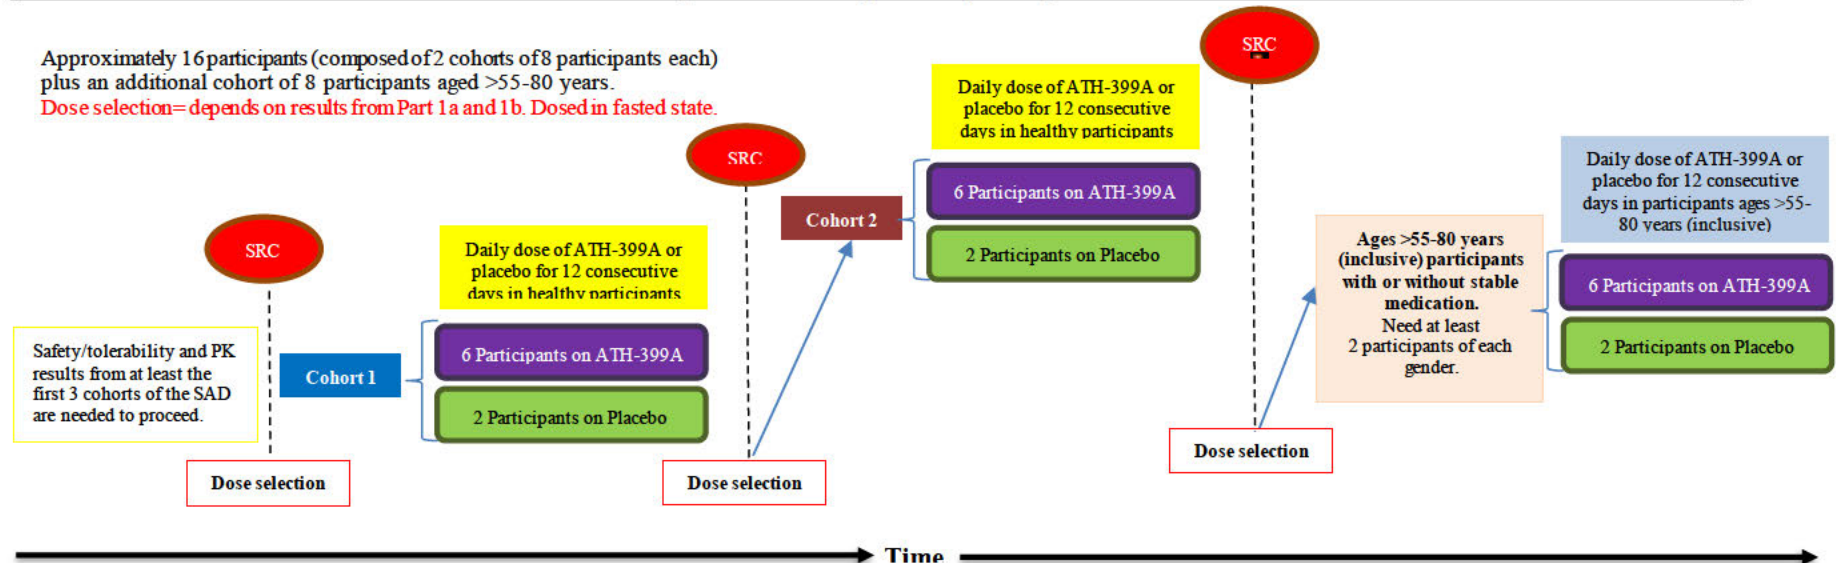 Approximately 16 participants (composed of 2 cohorts of 8 participants each)
plus an additional cohort of 8 participants aged >55-80 years.
Dose selection= depends on results from Part 1a and 1b. Dosed in fasted state.
SRC
Safety/tolerability and PK
results from at least the
first 3 cohorts of the SAD
are needed to proceed.
Dose selection
Cohort 1
Daily dose of ATH-399A or
placebo for 12 consecutive
days in healthy participants
6 Participants on ATH-399A
2 Participants on Placebo
SRC
Dose selection
Cohort 2
Daily dose of ATH-399A or
placebo for 12 consecutive
days in healthy participants
6 Participants on ATH-399A
2 Participants on Placebo
SRC
Dose selection
Ages >55-80 years
(inclusive) participants
with or without stable
medication.
Need at least
2 participants of each
gender.
Daily dose of ATH-399A or
placebo for 12 consecutive
days in participants ages >55-
80 years (inclusive)
6 Participants on ATH-399A
2 Participants on Placebo
Time